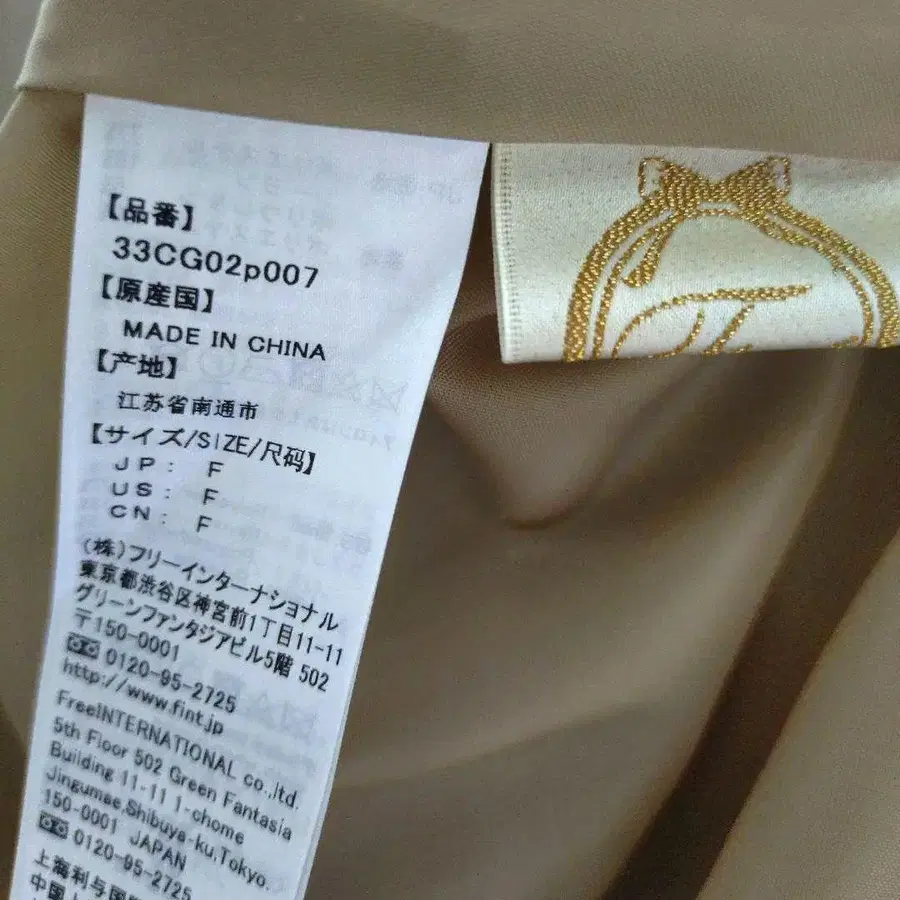 【品番】
33CG02p007
【原産国】
MADE IN CHINA
【产地】
江苏省南通市
【サイズ/SIZE/尺码】
JP: F
US: F
CN: F
(株)フリーインターナショナル
東京都渋谷区神宮前1丁目11-11
グリーンファンタジアビル5階 502
〒150-0001
0120-95-2725
http://www.fint.jp
FreeINTERNATIONAL co.,ltd.
5th Floor 502 Green Fantasia
Building 11-11 1-chome
Jingumae,Shibuya-ku,Tokyo,
150-0001 JAPAN
0120-95-2725